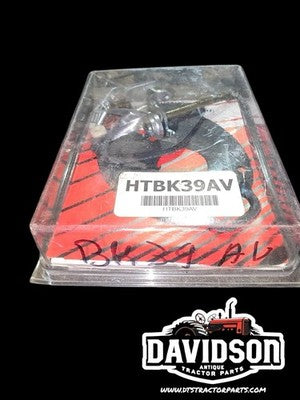 HTBK39AV
HTBK39AV
BK39 AV
DAVIDSON
ANTIQUE
TRACTOR PARTS
WWW.DTSTRACTORPARTS.COM